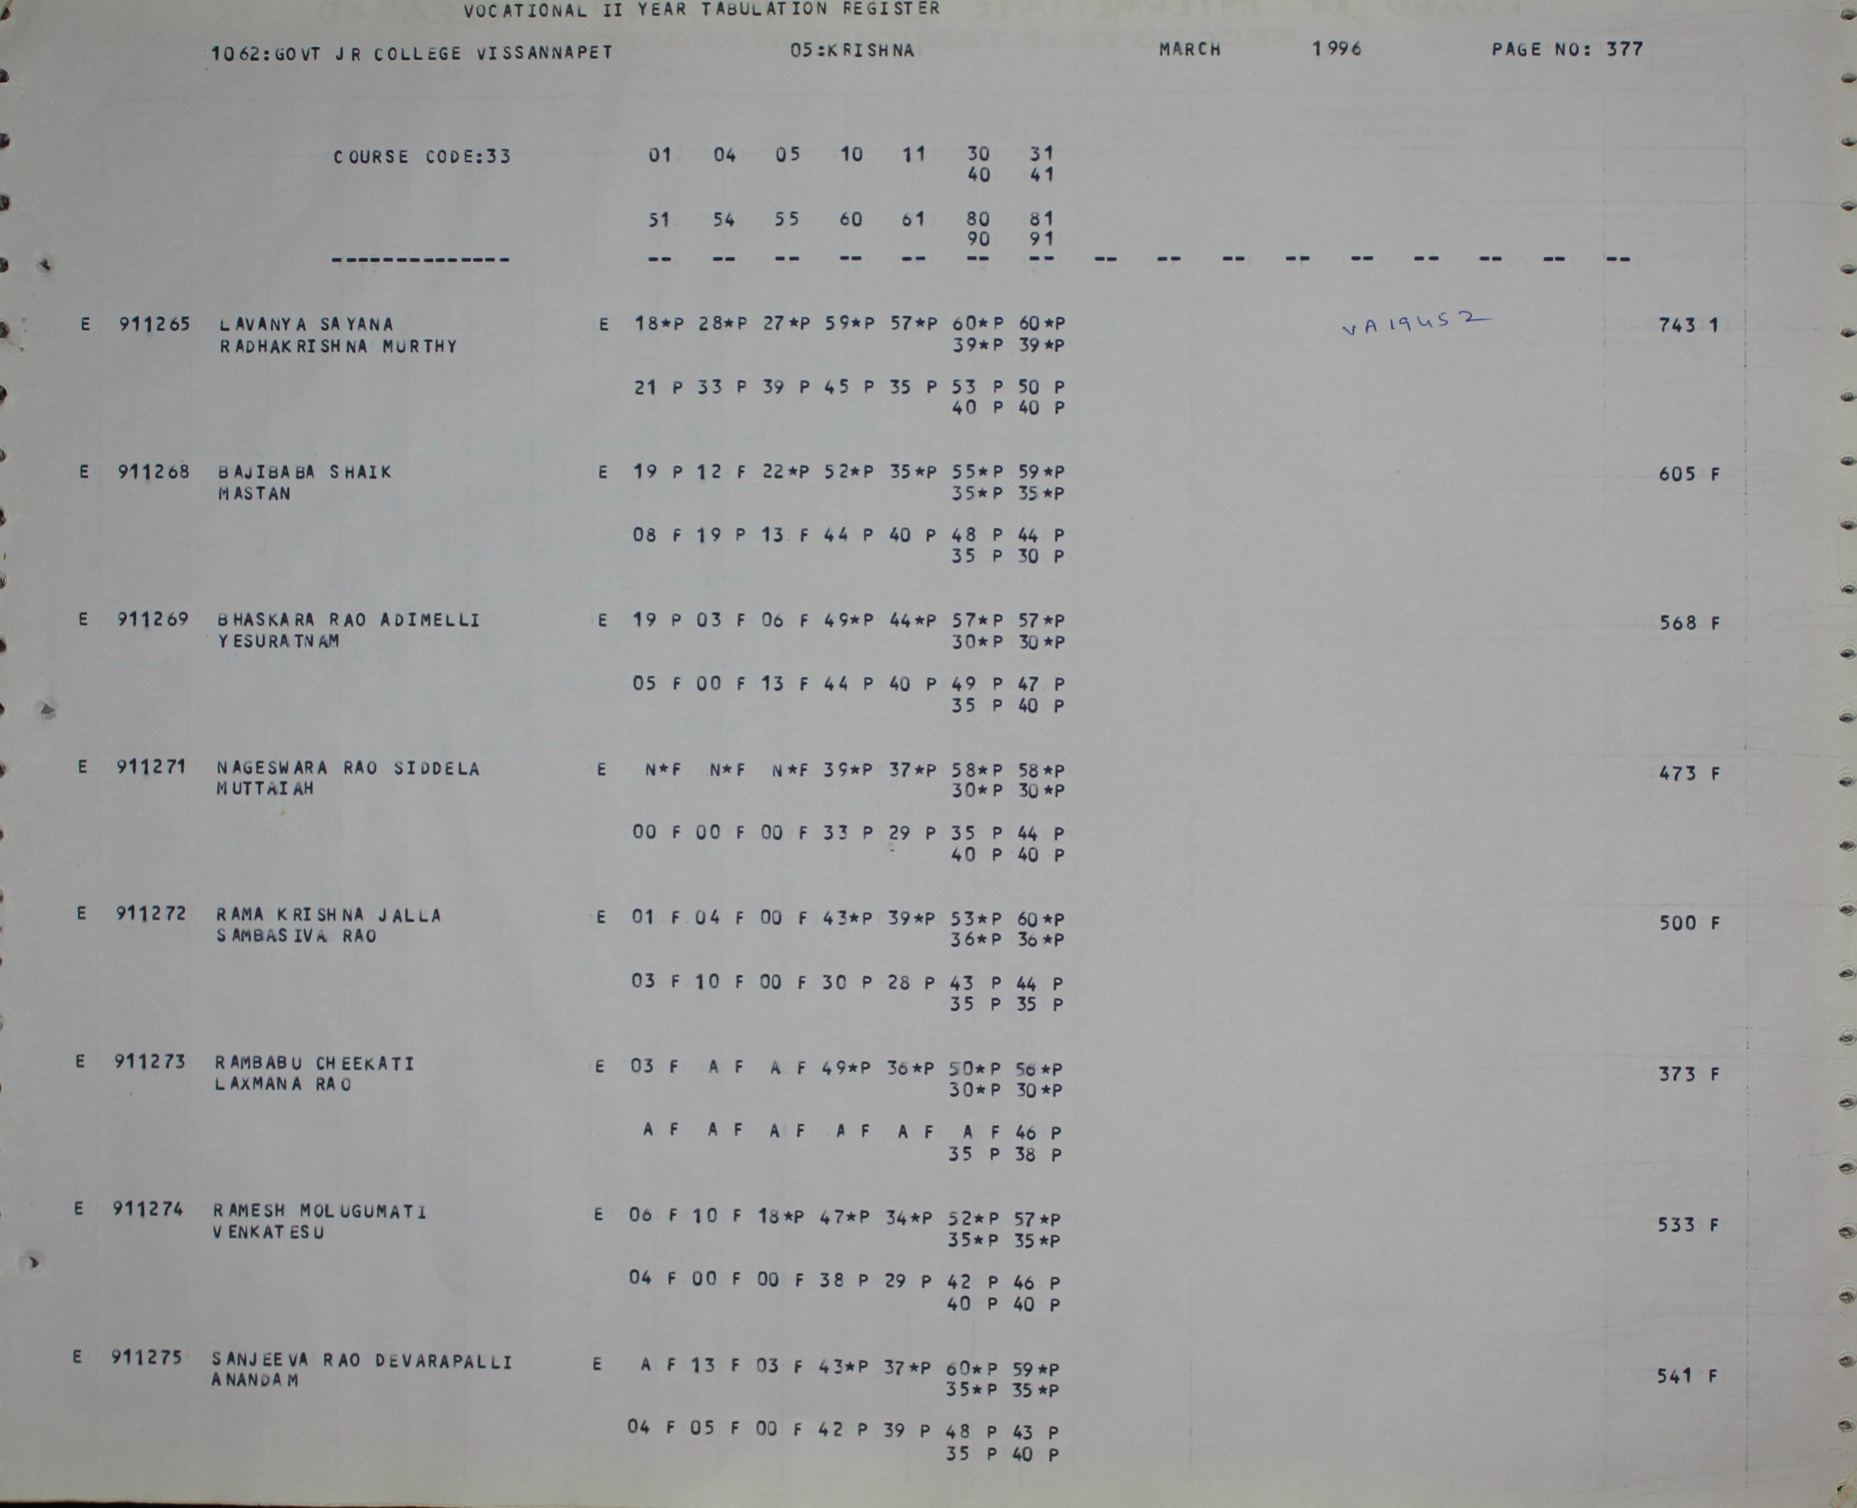 VOCATIONAL II YEAR TABULATION REGISTER
1062:GOVT JR COLLEGE VISSANNAPET 05:KRISHNA MARCH 1996 PAGE NO: 377
COURSE CODE:33 01 04 05 10 11 30 31
40 41
51 54 55 60 61 80 81
90 91
-------------- -- -- -- -- -- -- -- -- -- -- -- -- -- -- -- --
E 911265 LAVANYA SAYANA E 18*P 28*P 27*P 59*P 57*P 60*P 60*P VA19452 743 1
RADHAKRISHNA MURTHY 39*P 39*P
21 P 33 P 39 P 45 P 35 P 53 P 50 P
40 P 40 P
E 911268 BAJIBABA SHAIK E 19 P 12 F 22*P 52*P 35*P 55*P 59*P 605 F
MASTAN 35*P 35*P
08 F 19 P 13 F 44 P 40 P 48 P 44 P
35 P 30 P
E 911269 BHASKARA RAO ADIMELLI E 19 P 03 F 06 F 49*P 44*P 57*P 57*P 568 F
YESURATNAM 30*P 30*P
05 F 00 F 13 F 44 P 40 P 49 P 47 P
35 P 40 P
E 911271 NAGESWARA RAO SIDDELA E N*F N*F N*F 39*P 37*P 58*P 58*P 473 F
MUTTAIAH 30*P 30*P
00 F 00 F 00 F 33 P 29 P 35 P 44 P
40 P 40 P
E 911272 RAMA KRISHNA JALLA E 01 F 04 F 00 F 43*P 39*P 53*P 60*P 500 F
SAMBASIVA RAO 36*P 36*P
03 F 10 F 00 F 30 P 28 P 43 P 44 P
35 P 35 P
E 911273 RAMBABU CHEEKATI E 03 F A F A F 49*P 36*P 50*P 56*P 373 F
LAXMANA RAO 30*P 30*P
A F A F A F A F A F A F 46 P
35 P 38 P
E 911274 RAMESH MOLUGUMATI E 06 F 10 F 18*P 47*P 34*P 52*P 57*P 533 F
VENKATESU 35*P 35*P
04 F 00 F 00 F 38 P 29 P 42 P 46 P
40 P 40 P
E 911275 SANJEEVA RAO DEVARAPALLI E A F 13 F 03 F 43*P 37*P 60*P 59*P 541 F
ANANDAM 35*P 35*P
04 F 05 F 00 F 42 P 39 P 48 P 43 P
35 P 40 P